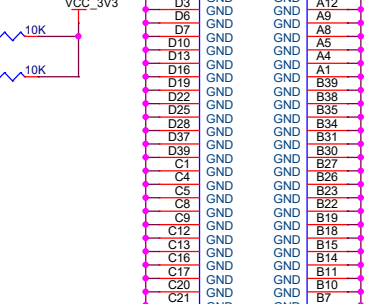 VCC_3V3
10K
10K
D3 GND GND A12
D6 GND GND A9
D7 GND GND A8
D10 GND GND A5
D13 GND GND A4
D16 GND GND A1
D19 GND GND B39
D22 GND GND B38
D25 GND GND B35
D28 GND GND B34
D37 GND GND B31
D39 GND GND B30
C1 GND GND B27
C4 GND GND B26
C5 GND GND B23
C8 GND GND B22
C9 GND GND B19
C12 GND GND B18
C13 GND GND B15
C16 GND GND B14
C17 GND GND B11
C20 GND GND B10
C21 GND GND B7